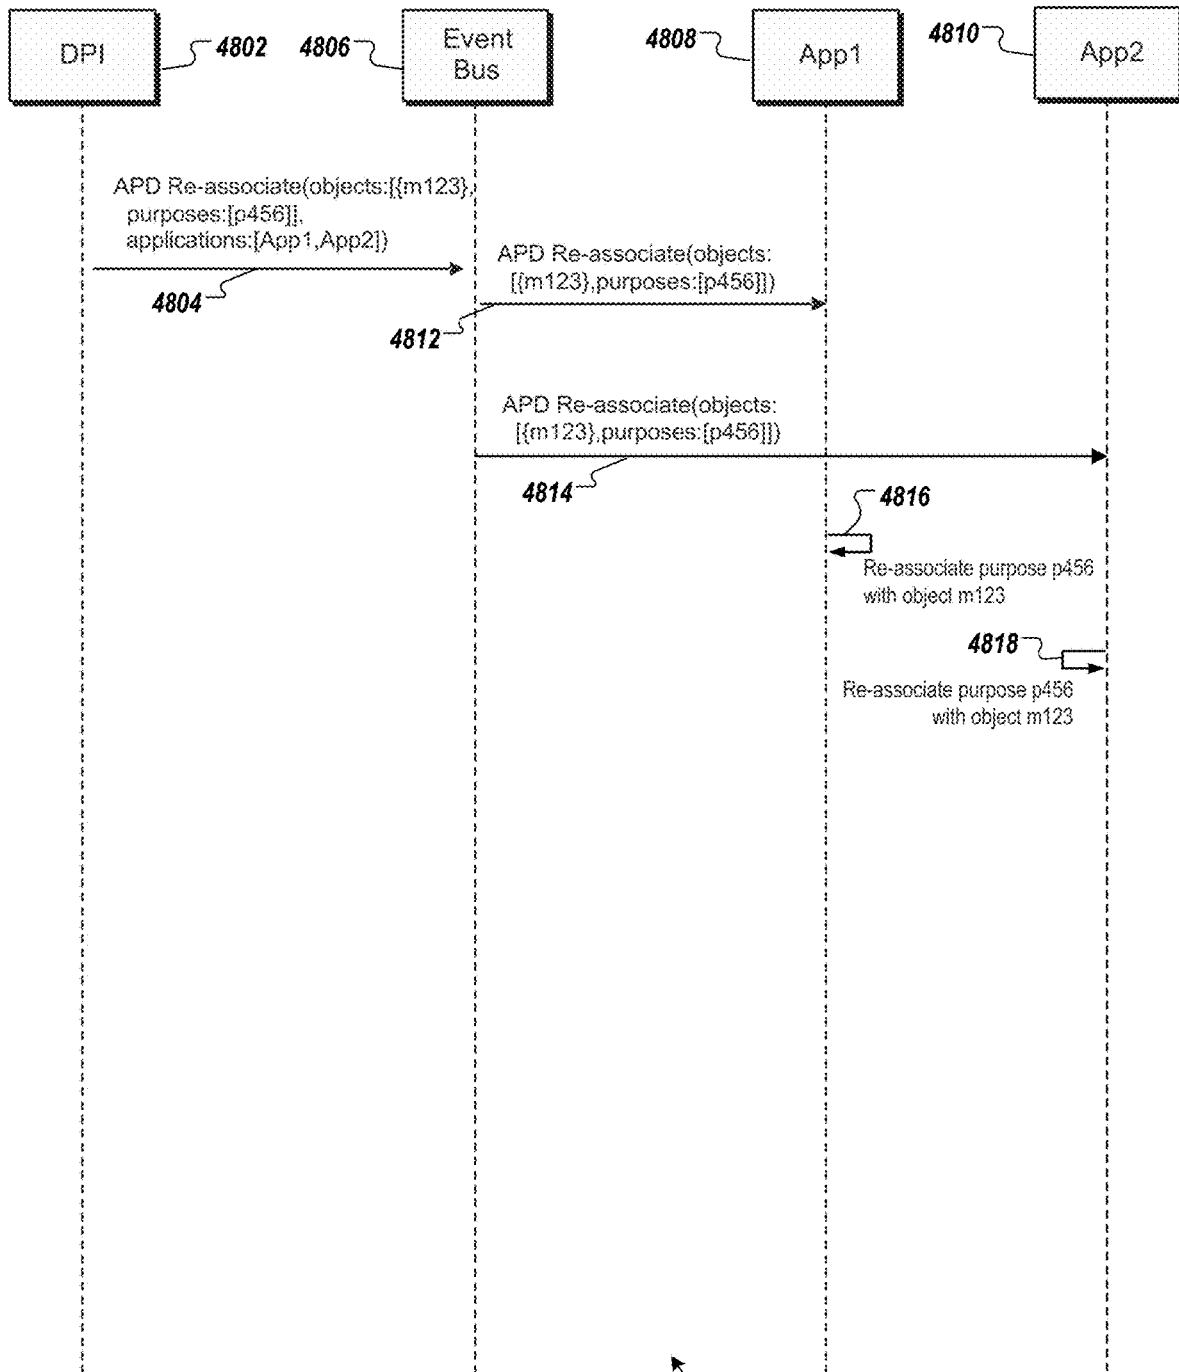 DPI
4802
4806
Event
Bus
4808
App1
4810
App2
APD Re-associate(objects:[{m123},
purposes:[p456]],
applications:[App1,App2])
4804
APD Re-associate(objects:
[{m123},purposes:[p456]])
4812
APD Re-associate(objects:
[{m123},purposes:[p456]])
4814
4816
Re-associate purpose p456
with object m123
4818
Re-associate purpose p456
with object m123